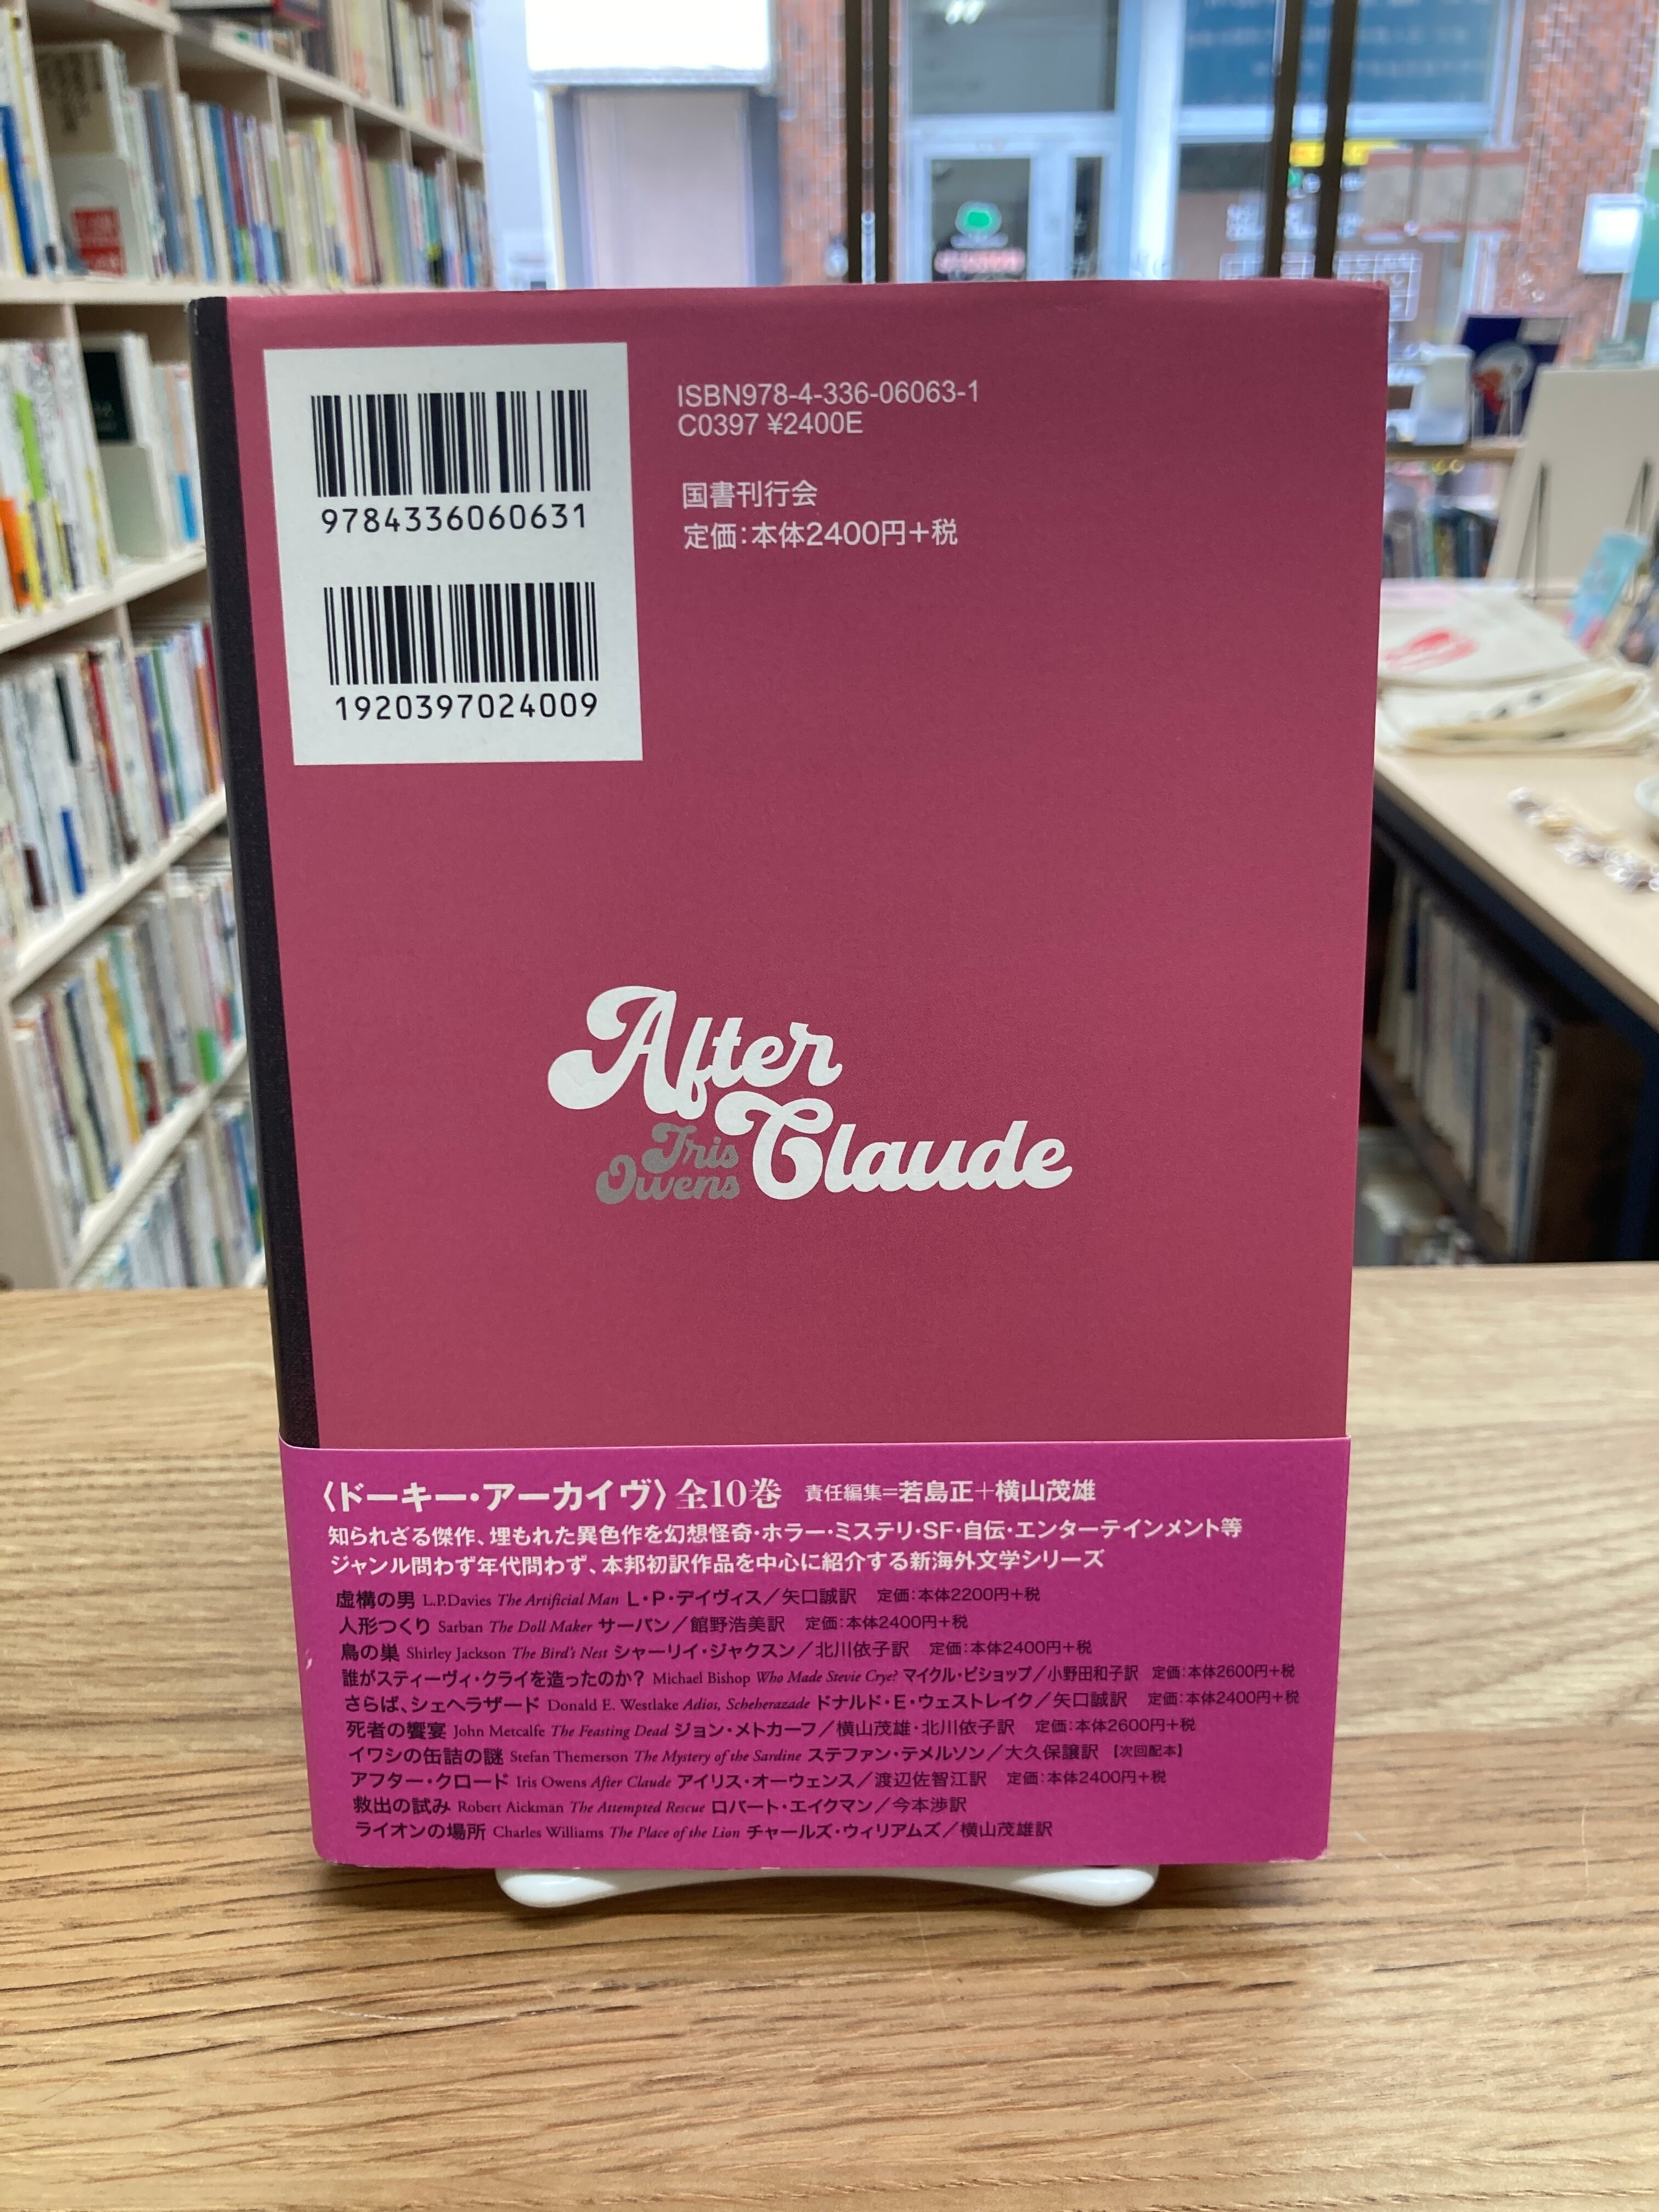 9784336060631
1920397024009
ISBN978-4-336-06063-1
C0397 ¥2400E
国書刊行会
定価：本体2400円＋税
After
Claude
Iris
Owens
〈ドーキー・アーカイヴ〉全10巻 責任編集=若島正＋横山茂雄
知られざる傑作、埋もれた異色作を幻想怪奇・ホラー・ミステリ・SF・自伝・エンターテインメント等
ジャンル問わず年代問わず、本邦初訳作品を中心に紹介する新海外文学シリーズ
虚構の男 L.P.Davies The Artificial Man L・P・デイヴィス／矢口誠訳 定価：本体2200円＋税
人形つくり Sarban The Doll Maker サーバン／館野浩美訳 定価：本体2400円＋税
鳥の巣 Shirley Jackson The Bird's Nest シャーリイ・ジャクスン／北川依子訳 定価：本体2400円＋税
誰がスティーヴィ・クライを造ったのか？ Michael Bishop Who Made Stevie Crye? マイクル・ビショップ／小野田和子訳 定価：本体2600円＋税
さらば、シェヘラザード Donald E. Westlake Adios, Scheherazade ドナルド・E・ウェストレイク／矢口誠訳 定価：本体2400円＋税
死者の饗宴 John Metcalfe The Feasting Dead ジョン・メトカーフ／横山茂雄・北川依子訳 定価：本体2600円＋税
イワシの缶詰の謎 Stefan Themerson The Mystery of the Sardine ステファン・テメルソン／大久保譲訳 【次回配本】
アフター・クロード Iris Owens After Claude アイリス・オーウェンス／渡辺佐智江訳 定価：本体2400円＋税
救出の試み Robert Aickman The Attempted Rescue ロバート・エイクマン／今本渉訳
ライオンの場所 Charles Williams The Place of the Lion チャールズ・ウィリアムズ／横山茂雄訳